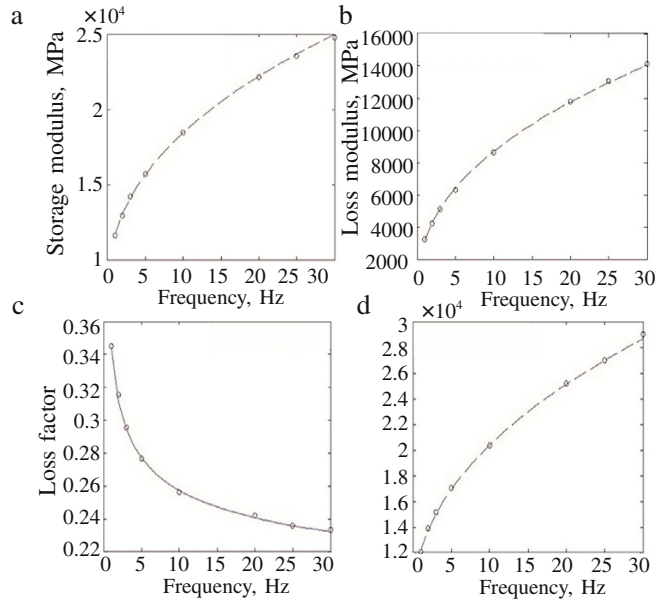 a
×10⁴
Storage modulus, MPa
2.5
2
1.5
1
0 5 10 15 20 25 30
Frequency, Hz
b
Loss modulus, MPa
16000
14000
12000
10000
8000
6000
4000
2000
0 5 10 15 20 25 30
Frequency, Hz
c
Loss factor
0.36
0.34
0.32
0.3
0.28
0.26
0.24
0.22
0 5 10 15 20 25 30
Frequency, Hz
d
×10⁴
3
2.8
2.6
2.4
2.2
2
1.8
1.6
1.4
1.2
0 5 10 15 20 25 30
Frequency, Hz